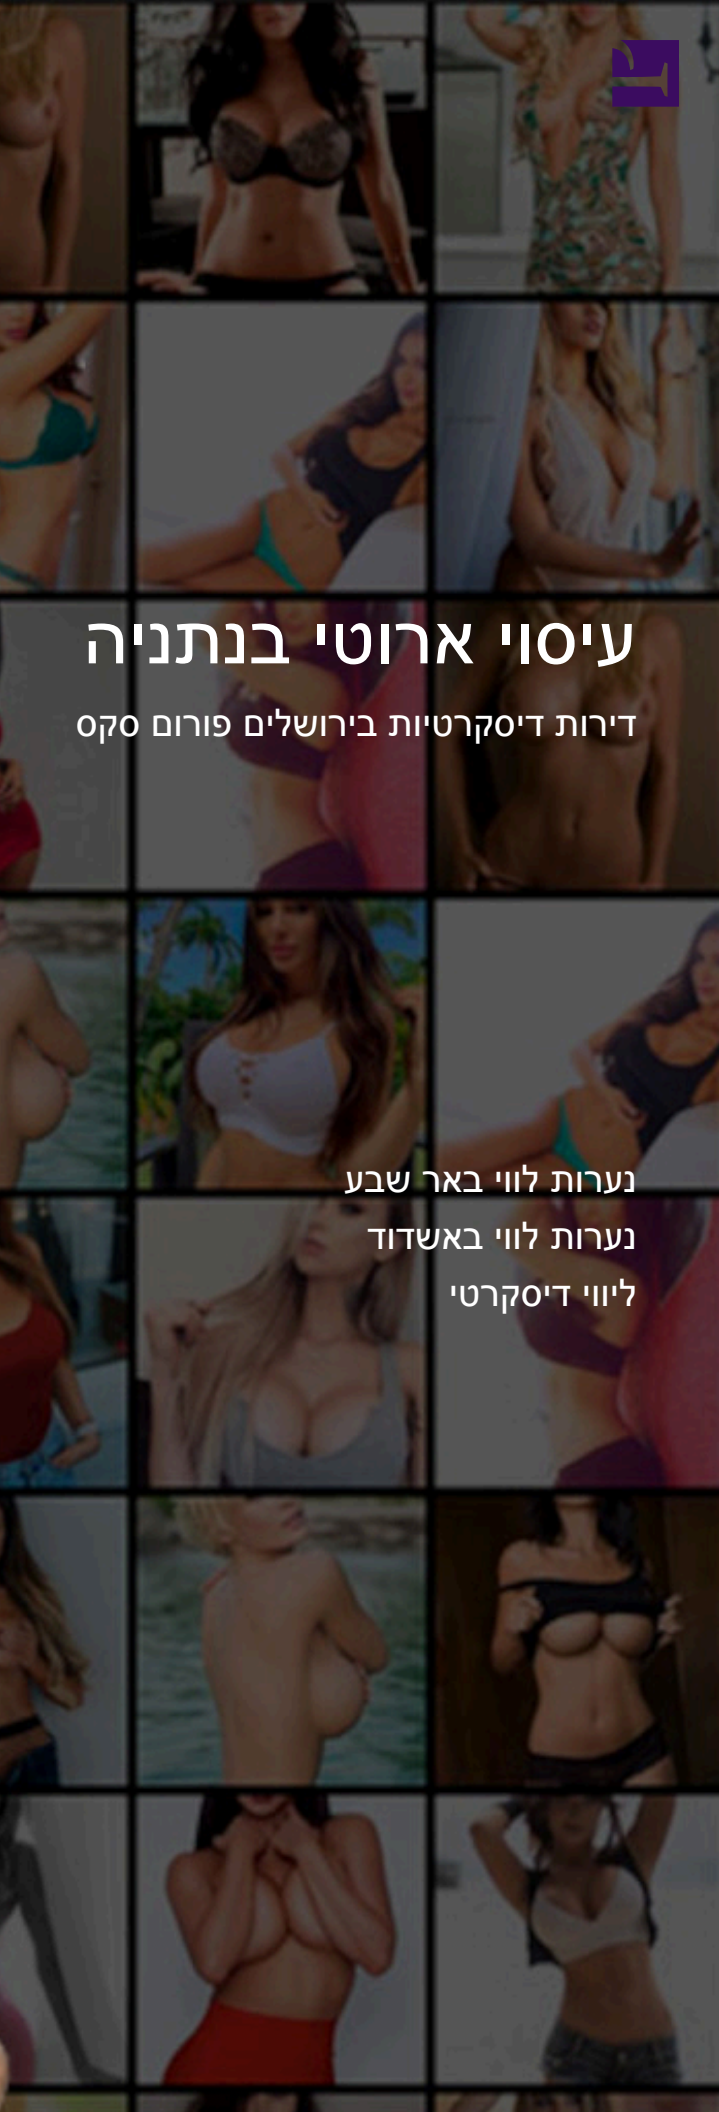 עיסוי ארוטי בנתניה
דירות דיסקרטיות בירושלים פורום סקס
נערות לווי באר שבע
נערות לווי באשדוד
ליווי דיסקרטי